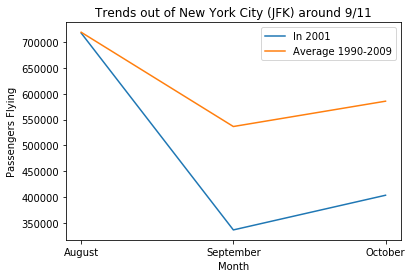 Trends out of New York City (JFK) around 9/11
In 2001
Average 1990-2009
700000
650000
600000
550000
500000
450000
400000
350000
Passengers Flying
August
September
October
Month